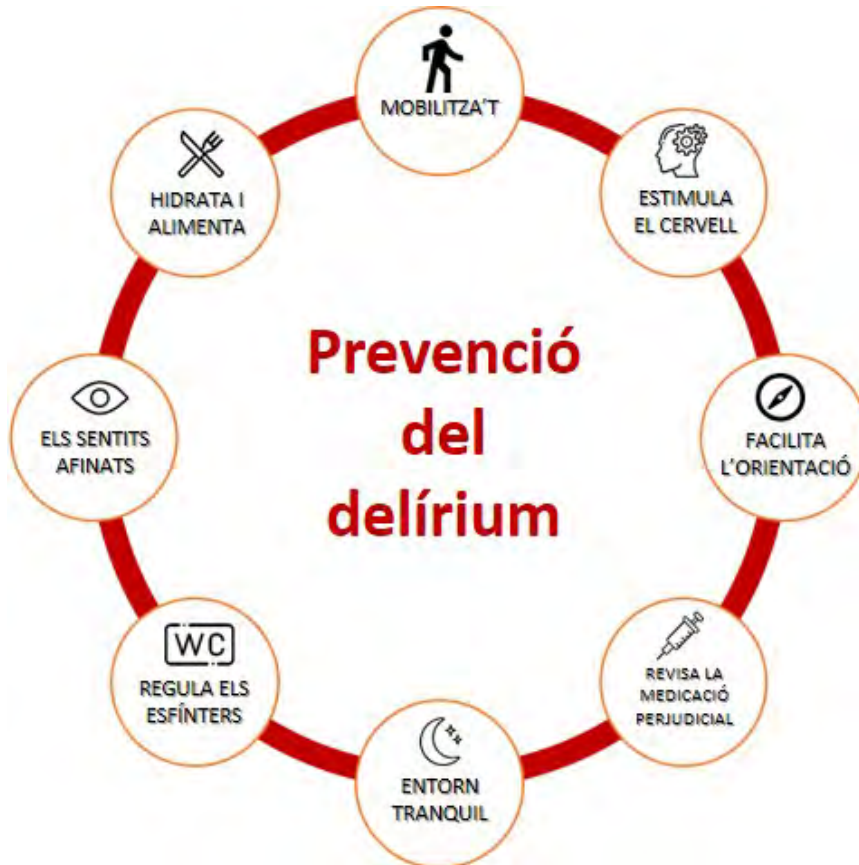 MOBILITZA'T
ESTIMULA
EL CERVELL
FACILITA
L'ORIENTACIÓ
REVISA LA
MEDICACIÓ
PERJUDICIAL
ENTORN
TRANQUIL
WC
REGULA ELS
ESFÍNTERS
ELS SENTITS
AFINATS
HIDRATA I
ALIMENTA
Prevenció
del
delírium